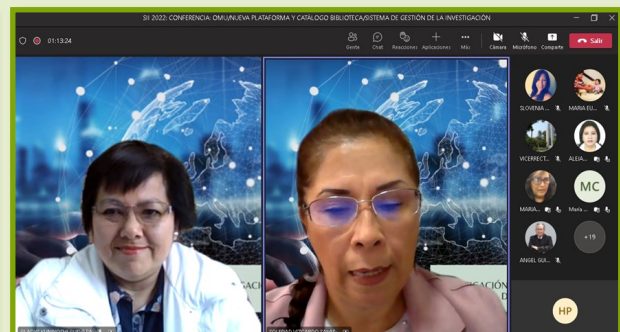 SII 2022: CONFERENCIA: OMU/NUEVA PLATAFORMA Y CATÁLOGO BIBLIOTECA/SISTEMA DE GESTIÓN DE LA INVESTIGACIÓN
01:13:24
Gente
Chat
Reacciones
Aplicaciones
Más
Cámara
Micrófono
Compartir
Salir
SLOVENIA ...
MARIA EU...
VICERRECT...
ALEJA...
MARIA...
MC
Maria ...
ANGEL GUI...
+19
HP